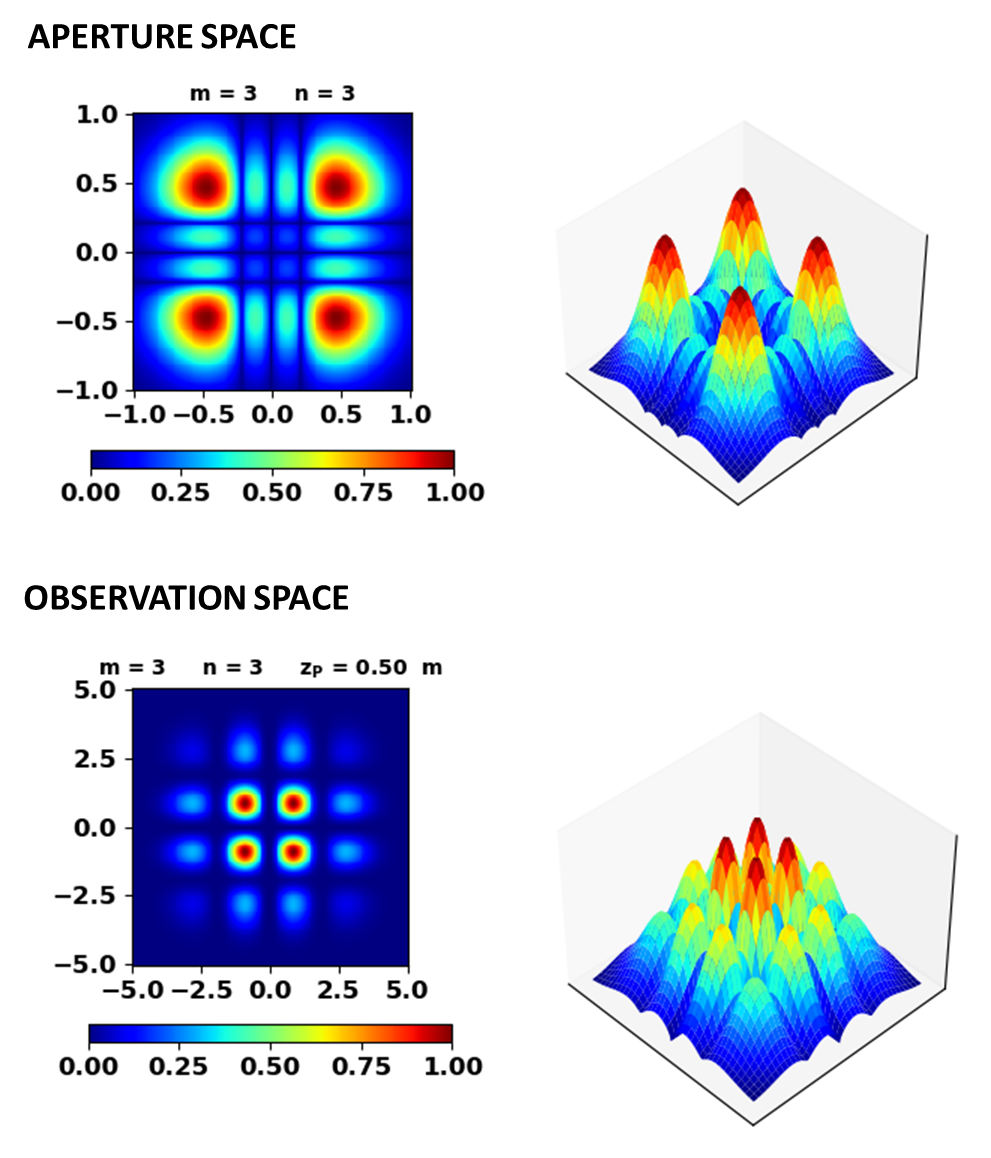 APERTURE SPACE
m = 3 n = 3
1.0
0.5
0.0
−0.5
−1.0
−1.0 −0.5 0.0 0.5 1.0
0.00 0.25 0.50 0.75 1.00
OBSERVATION SPACE
m = 3 n = 3 zP = 0.50 m
5.0
2.5
0.0
−2.5
−5.0
−5.0 −2.5 0.0 2.5 5.0
0.00 0.25 0.50 0.75 1.00